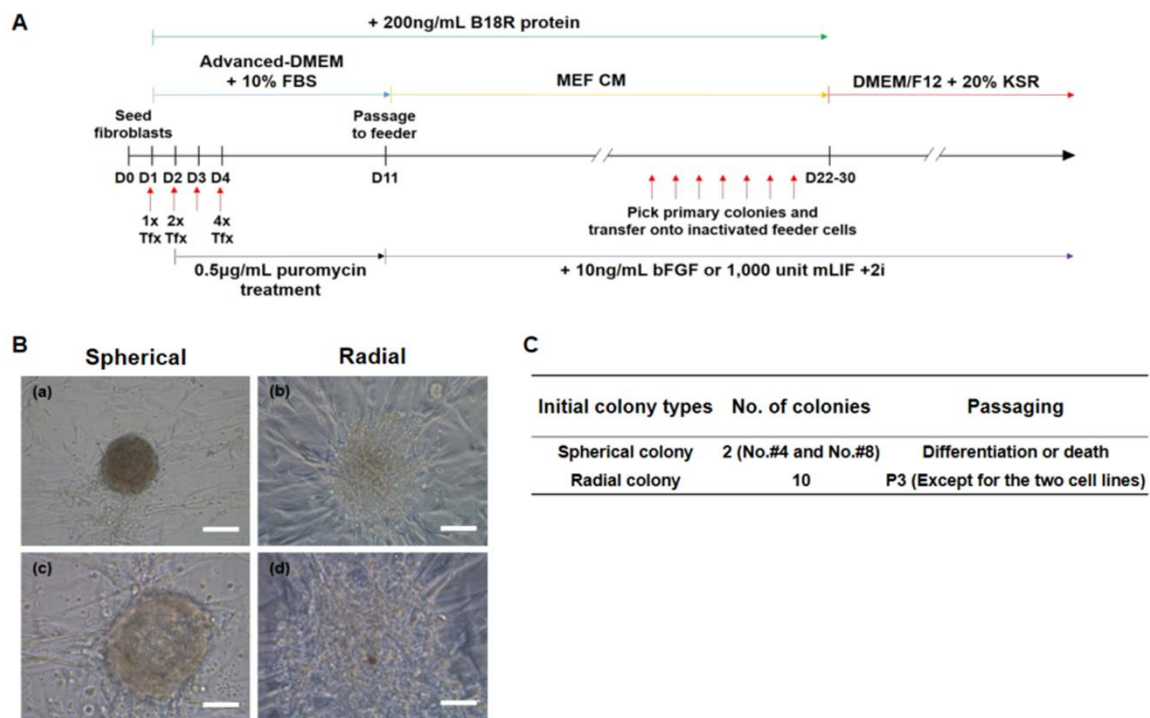 A
+ 200ng/mL B18R protein
Advanced-DMEM
+ 10% FBS
MEF CM
DMEM/F12 + 20% KSR
Seed
fibroblasts
Passage
to feeder
D0 D1 D2 D3 D4
D11
D22-30
1x
Tfx
2x
Tfx
4x
Tfx
Pick primary colonies and
transfer onto inactivated feeder cells
0.5µg/mL puromycin
treatment
+ 10ng/mL bFGF or 1,000 unit mLIF +2i
B
Spherical
Radial
(a)
(b)
(c)
(d)
C
Initial colony types No. of colonies Passaging
Spherical colony 2 (No.#4 and No.#8) Differentiation or death
Radial colony 10 P3 (Except for the two cell lines)